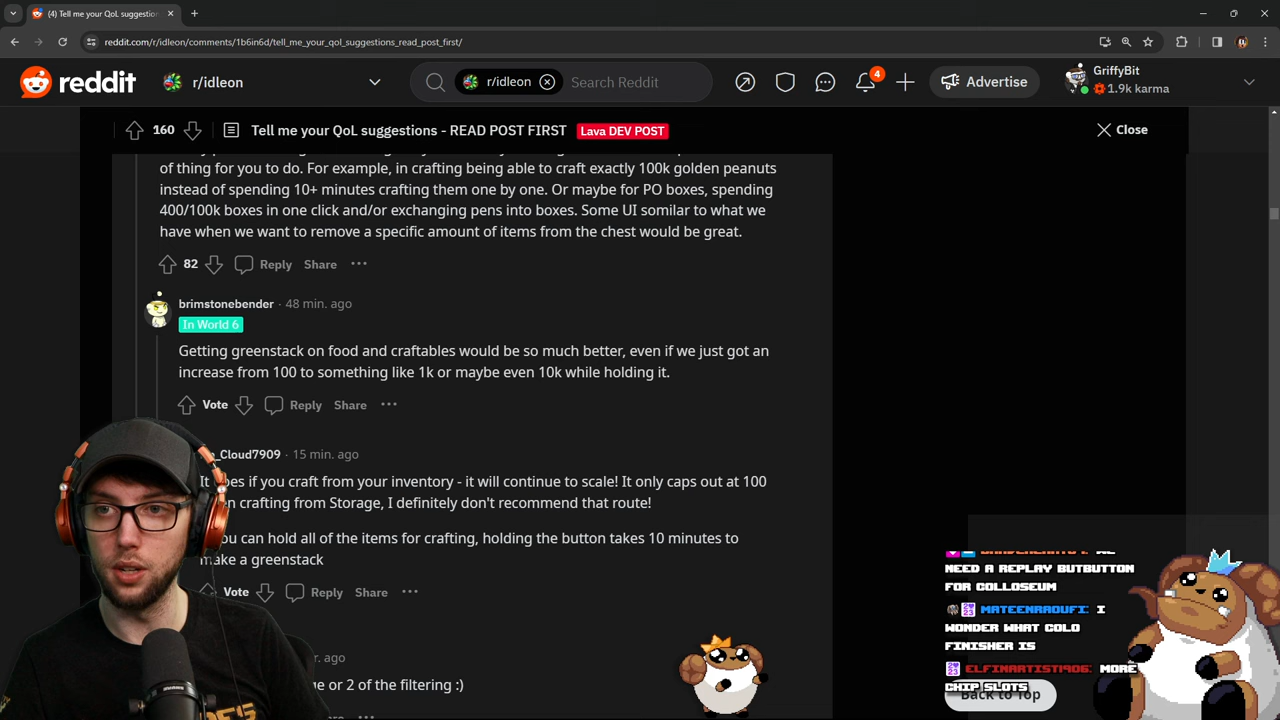 (4) Tell me your QoL suggestion
reddit.com/r/idleon/comments/1b6in6d/tell_me_your_qol_suggestions_read_post_first/
reddit
r/idleon
r/idleon
Search Reddit
4
Advertise
GriffyBit
1.9k karma
160
Tell me your QoL suggestions - READ POST FIRST
Lava DEV POST
Close
of thing for you to do. For example, in crafting being able to craft exactly 100k golden peanuts
instead of spending 10+ minutes crafting them one by one. Or maybe for PO boxes, spending
400/100k boxes in one click and/or exchanging pens into boxes. Some UI somilar to what we
have when we want to remove a specific amount of items from the chest would be great.
82
Reply
Share
brimstonebender · 48 min. ago
In World 6
Getting greenstack on food and craftables would be so much better, even if we just got an
increase from 100 to something like 1k or maybe even 10k while holding it.
Vote
Reply
Share
_Cloud7909 · 15 min. ago
It does if you craft from your inventory - it will continue to scale! It only caps out at 100
when crafting from Storage, I definitely don't recommend that route!
you can hold all of the items for crafting, holding the button takes 10 minutes to
make a greenstack
Vote
Reply
Share
ago
or 2 of the filtering :)
NEED A REPLAY BUTBUTTON
FOR COLLOSEUM
MATEENRAOUFI: I
WONDER WHAT COLO
FINISHER IS
ELFINARTIST1906: MORE
CHIP SLOTS
Back to Top